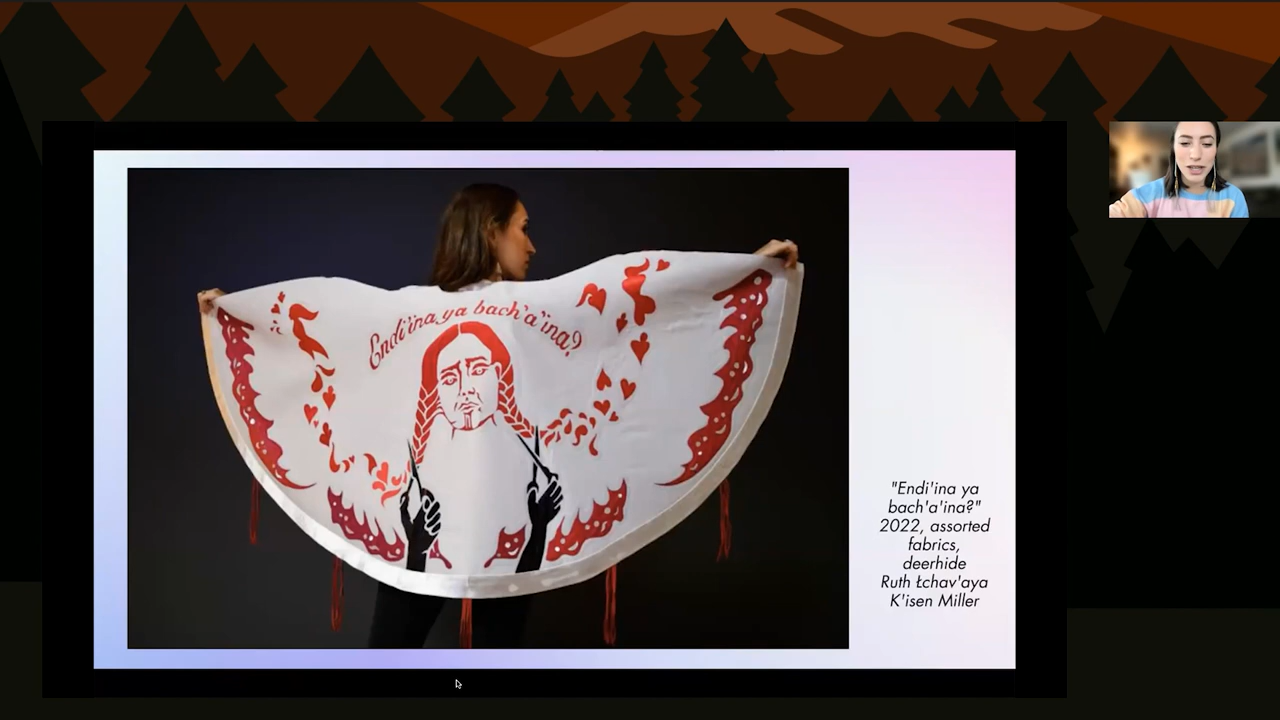 Endi'ina ya bach'a'ina?
"Endi'ina ya
bach'a'ina?"
2022, assorted
fabrics,
deerhide
Ruth Łchav'aya
K'isen Miller